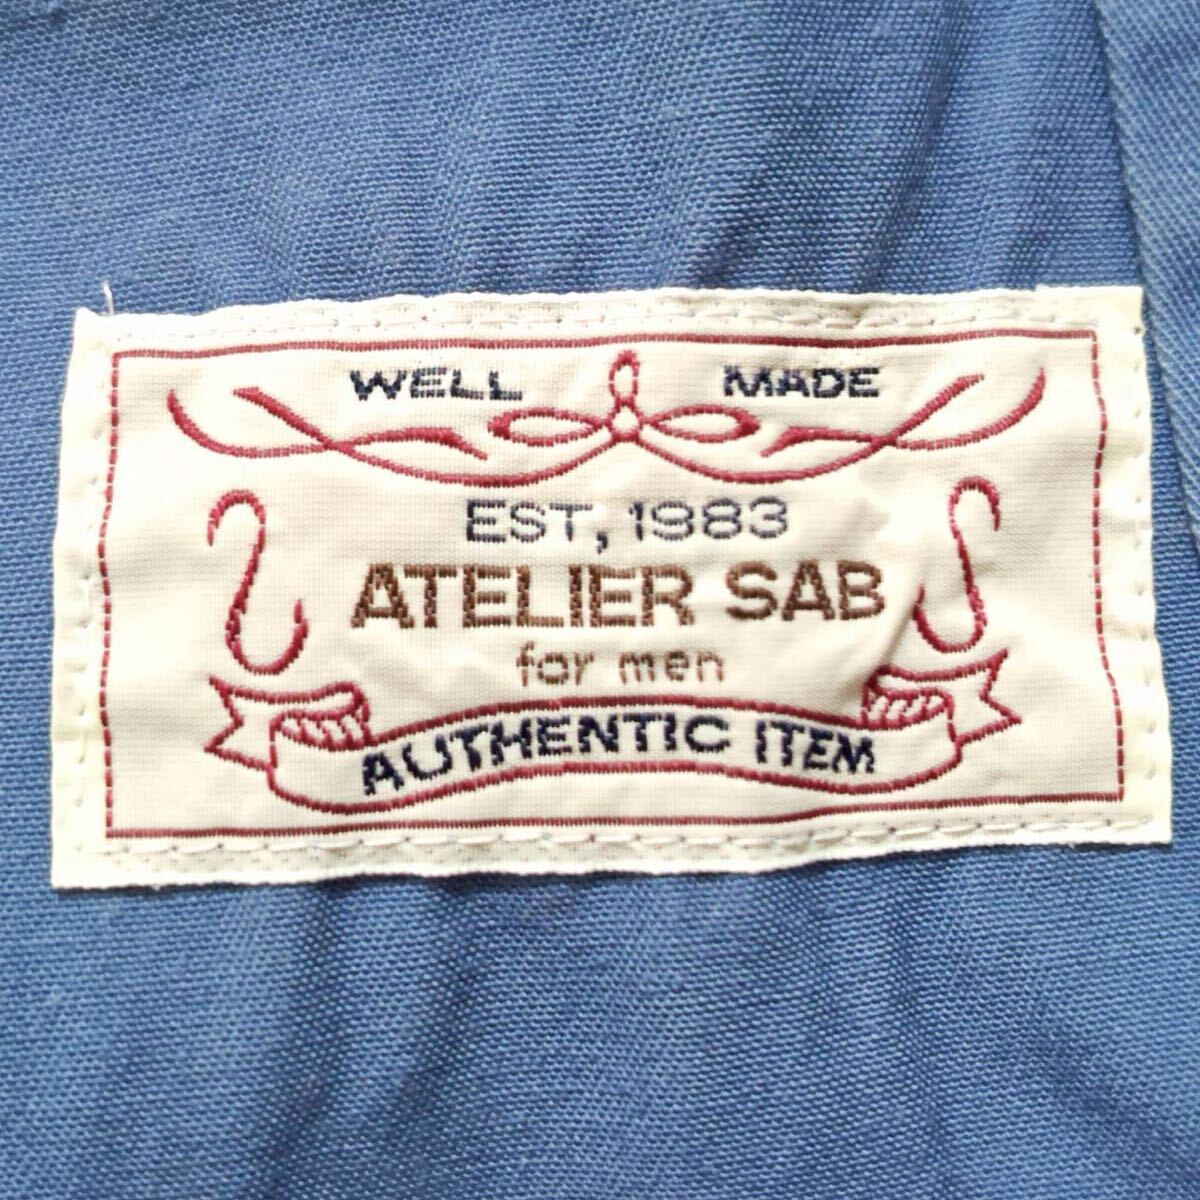 WELL MADE
EST, 1983
ATELIER SAB
for men
AUTHENTIC ITEM